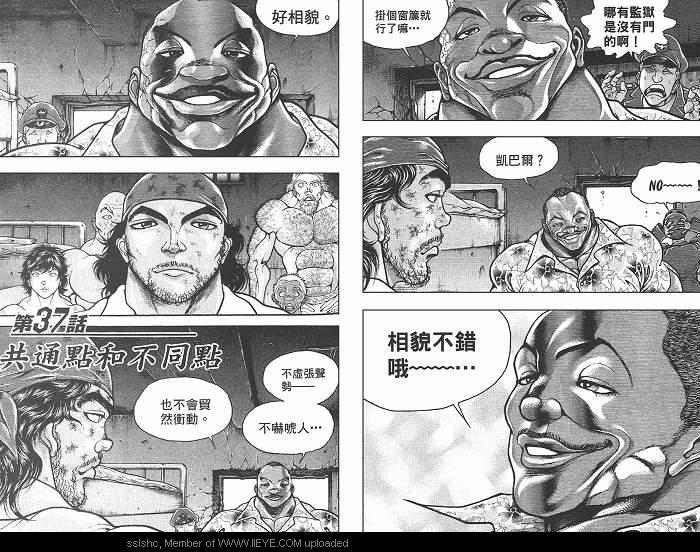 哪有監獄
是沒有門
的啊！
掛個窗簾就
行了嘛…
凱巴爾？
NO~~~~~！
相貌不錯
哦~~~~~…
好相貌。
第37話
共通點和不同點
不虛張聲
勢——
不嚇唬人…
也不會貿
然衝動。
sslshc, Member of WWW.IIEYE.COM uploaded